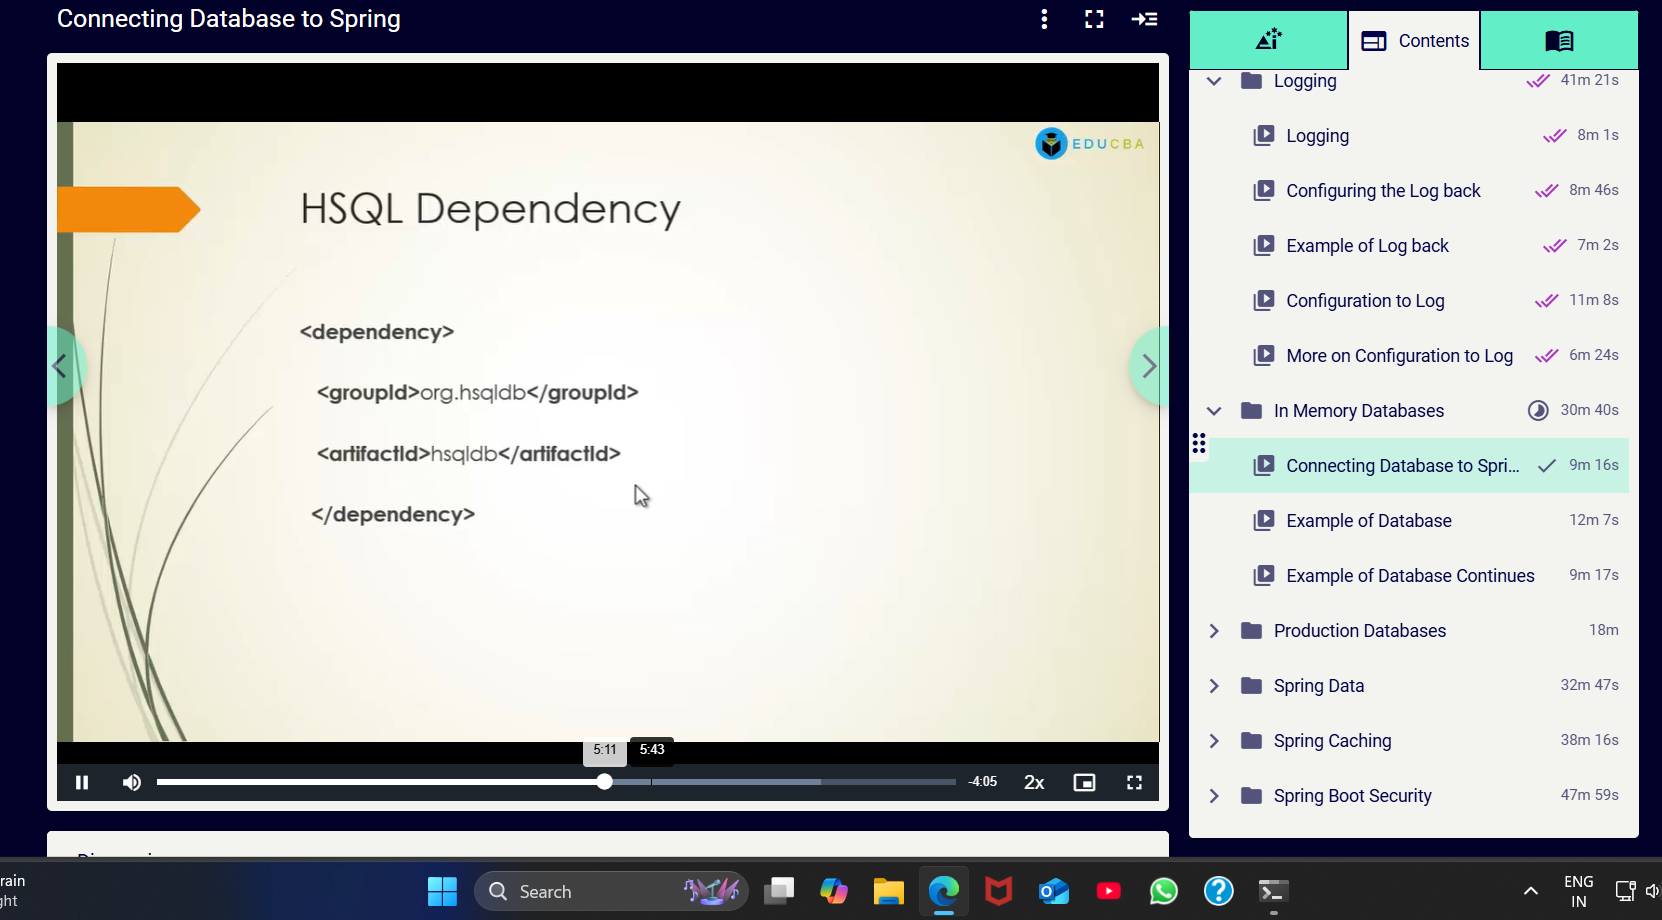 Connecting Database to Spring
Contents
EDUCBA
HSQL Dependency
<dependency>
<groupId>org.hsqldb</groupId>
<artifactId>hsqldb</artifactId>
</dependency>
5:11
5:43
-4:05
2x
Logging
41m 21s
Logging
8m 1s
Configuring the Log back
8m 46s
Example of Log back
7m 2s
Configuration to Log
11m 8s
More on Configuration to Log
6m 24s
In Memory Databases
30m 40s
Connecting Database to Spri...
9m 16s
Example of Database
12m 7s
Example of Database Continues
9m 17s
Production Databases
18m
Spring Data
32m 47s
Spring Caching
38m 16s
Spring Boot Security
47m 59s
rain
ght
Search
ENG
IN